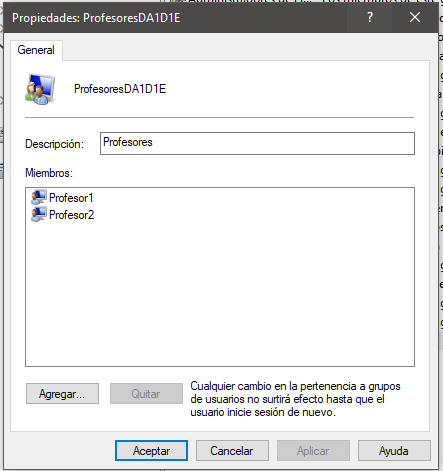 Propiedades: ProfesoresDA1D1E
?
General
ProfesoresDA1D1E
Descripción:
Profesores
Miembros:
Profesor1
Profesor2
Agregar...
Quitar
Cualquier cambio en la pertenencia a grupos
de usuarios no surtirá efecto hasta que el
usuario inicie sesión de nuevo.
Aceptar
Cancelar
Aplicar
Ayuda